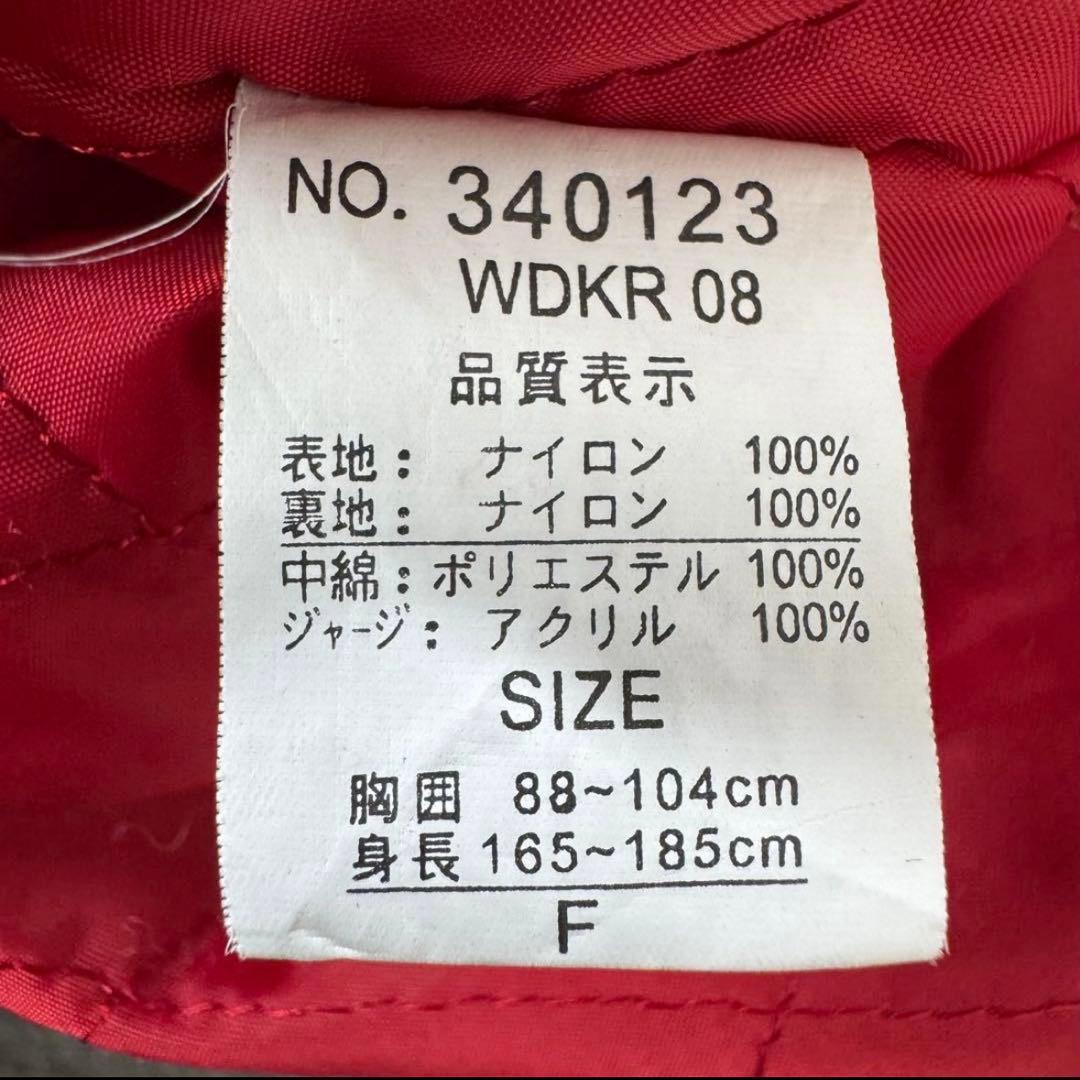 NO. 340123
WDKR 08
品質表示
表地: ナイロン 100%
裏地: ナイロン 100%
中綿: ポリエステル 100%
ジャージ: アクリル 100%
SIZE
胸囲 88~104cm
身長 165~185cm
F